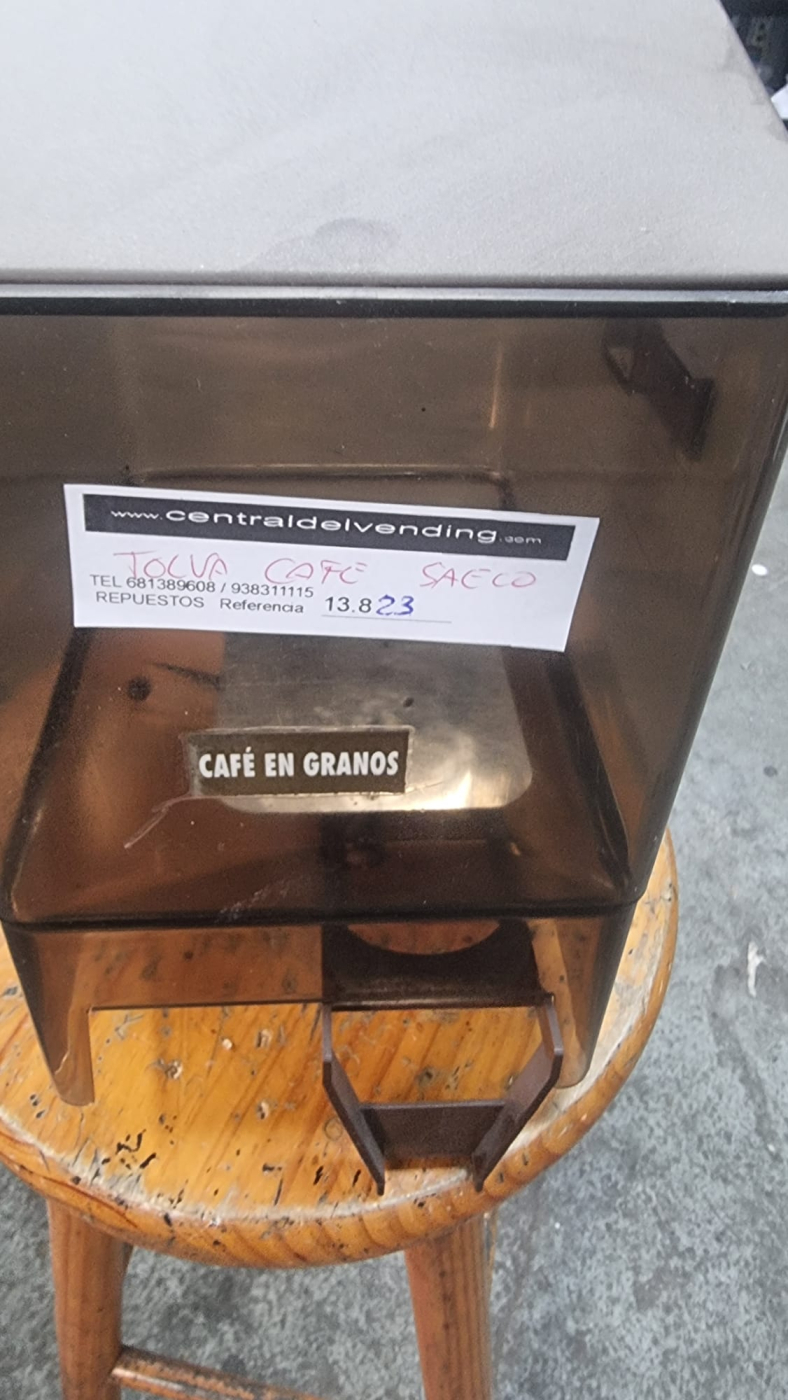 www.centraldelvending.com
TOLVA CAFE SAECO
TEL 681389608 / 938311115
REPUESTOS Referencia 13.823
CAFÉ EN GRANOS